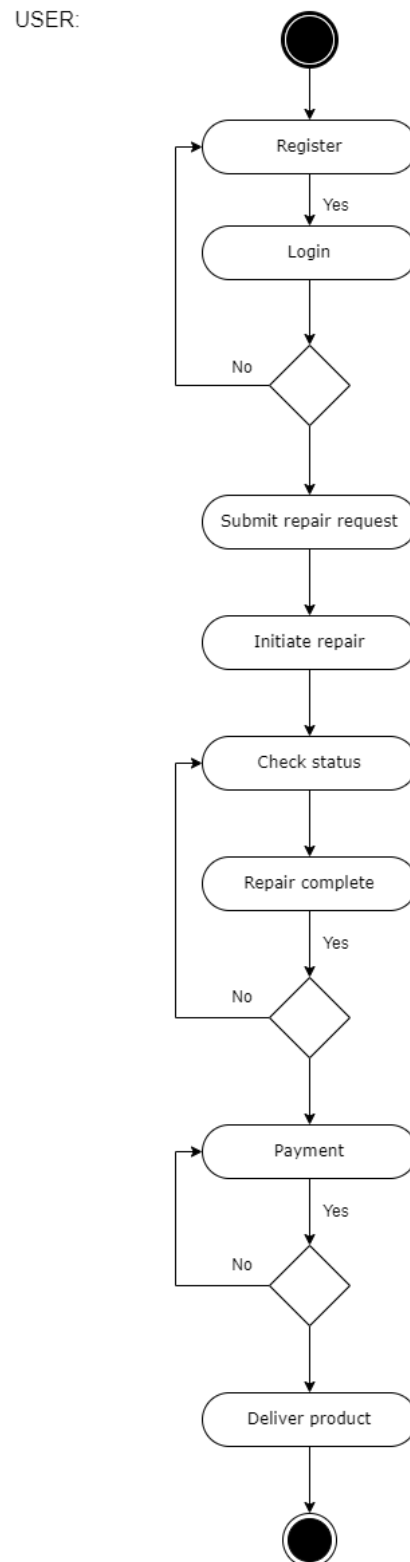 USER:
Register
Yes
Login
No
Submit repair request
Initiate repair
Check status
Repair complete
Yes
No
Payment
Yes
No
Deliver product